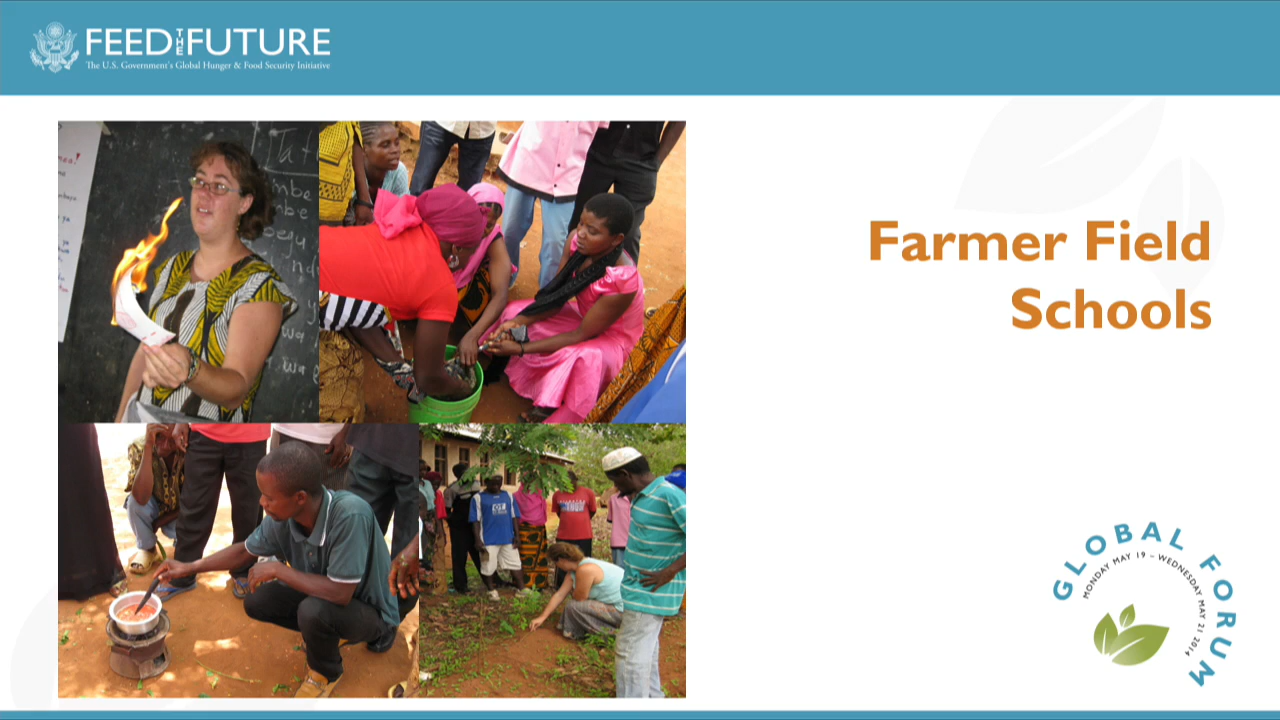 FEED THE FUTURE
The U.S. Government's Global Hunger & Food Security Initiative
Farmer Field
Schools
GLOBAL FORUM
MONDAY MAY 19 – WEDNESDAY MAY 21 2014